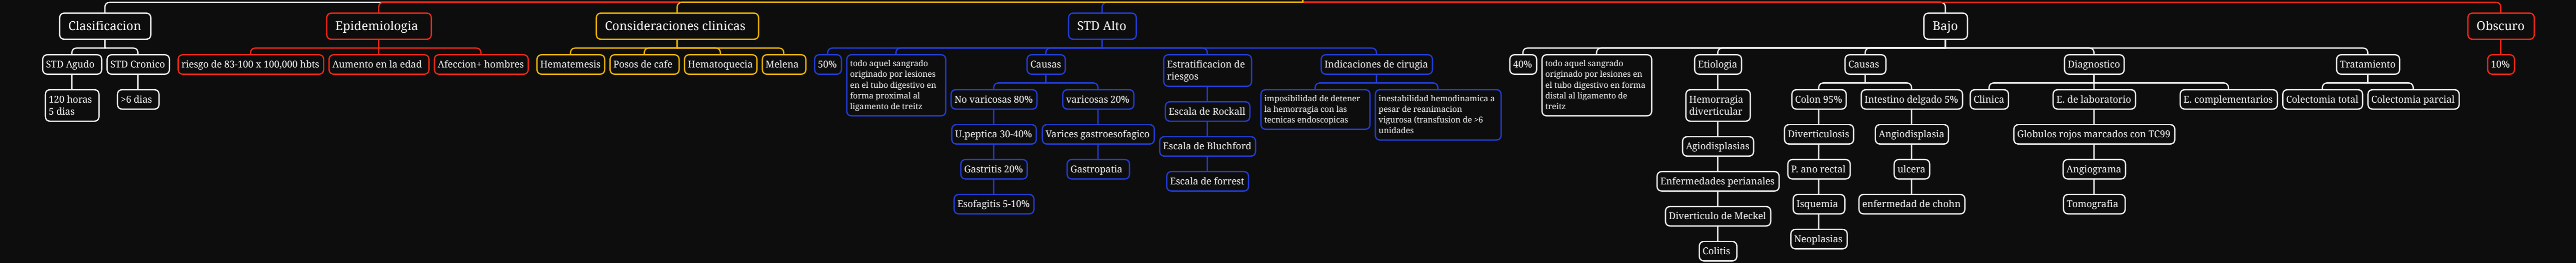 Clasificacion
STD Agudo
120 horas
5 dias
STD Cronico
>6 dias
Epidemiologia
riesgo de 83-100 x 100,000 hbts
Aumento en la edad
Afeccion+ hombres
Consideraciones clinicas
Hematemesis
Posos de cafe
Hematoquecia
Melena
STD Alto
50%
todo aquel sangrado
originado por lesiones
en el tubo digestivo en
forma proximal al
ligamento de treitz
Causas
No varicosas 80%
U.peptica 30-40%
Gastritis 20%
Esofagitis 5-10%
varicosas 20%
Varices gastroesofagico
Gastropatia
Estratificacion de
riesgos
Escala de Rockall
Escala de Bluchford
Escala de forrest
Indicaciones de cirugia
imposibilidad de detener
la hemorragia con las
tecnicas endoscopicas
inestabilidad hemodinamica a
pesar de reanimacion
vigurosa (transfusion de >6
unidades
Bajo
40%
todo aquel sangrado
originado por lesiones en
el tubo digestivo en forma
distal al ligamento de
treitz
Etiologia
Hemorragia
diverticular
Agiodisplasias
Enfermedades perianales
Diverticulo de Meckel
Colitis
Causas
Colon 95%
Diverticulosis
P. ano rectal
Isquemia
Neoplasias
Intestino delgado 5%
Angiodisplasia
ulcera
enfermedad de chohn
Diagnostico
Clinica
E. de laboratorio
Globulos rojos marcados con TC99
Angiograma
Tomografia
E. complementarios
Tratamiento
Colectomia total
Colectomia parcial
Obscuro
10%